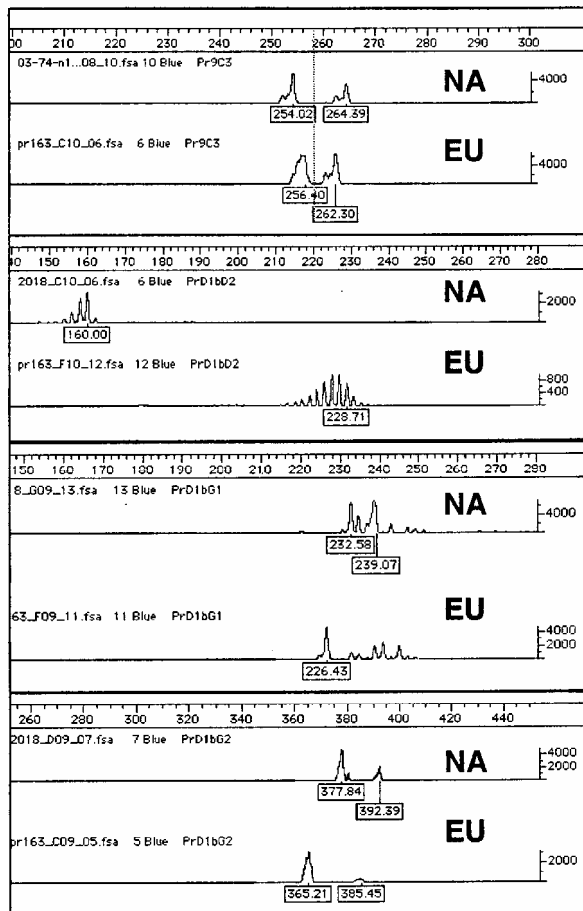 200 210 220 230 240 250 260 270 280 290 300
03-74-n1...08_10.fsa 10 Blue Pr9C3
NA
4000
254.02 264.39
pr163_C10_06.fsa 6 Blue Pr9C3
EU
4000
256.40
262.30
140 150 160 170 180 190 200 210 220 230 240 250 260 270 280
2018_C10_06.fsa 6 Blue PrD1bD2
NA
2000
160.00
pr163_F10_12.fsa 12 Blue PrD1bD2
EU
800
400
228.71
150 160 170 180 190 200 210 220 230 240 250 260 270 280 290
8_G09_13.fsa 13 Blue PrD1bG1
NA
4000
232.58
239.07
63_F09_11.fsa 11 Blue PrD1bG1
EU
4000
2000
226.43
260 280 300 320 340 360 380 400 420 440
2018_D09_07.fsa 7 Blue PrD1bG2
NA
4000
2000
377.84
392.39
pr163_C09_05.fsa 5 Blue PrD1bG2
EU
2000
365.21 385.45